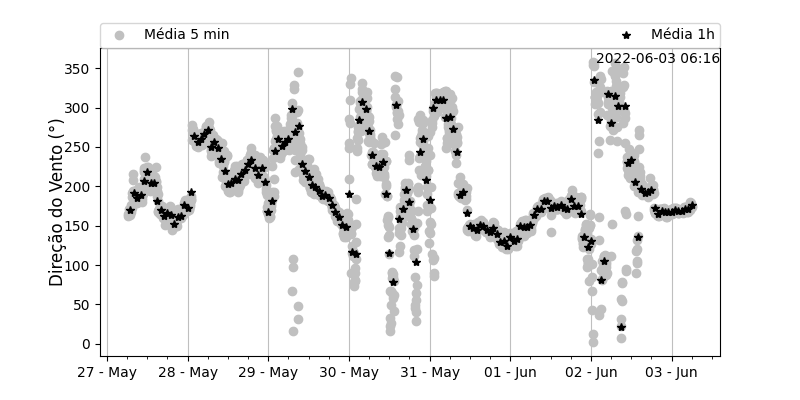 Média 5 min
Média 1h
2022-06-03 06:16
Direção do Vento (°)
350
300
250
200
150
100
50
0
27 - May
28 - May
29 - May
30 - May
31 - May
01 - Jun
02 - Jun
03 - Jun